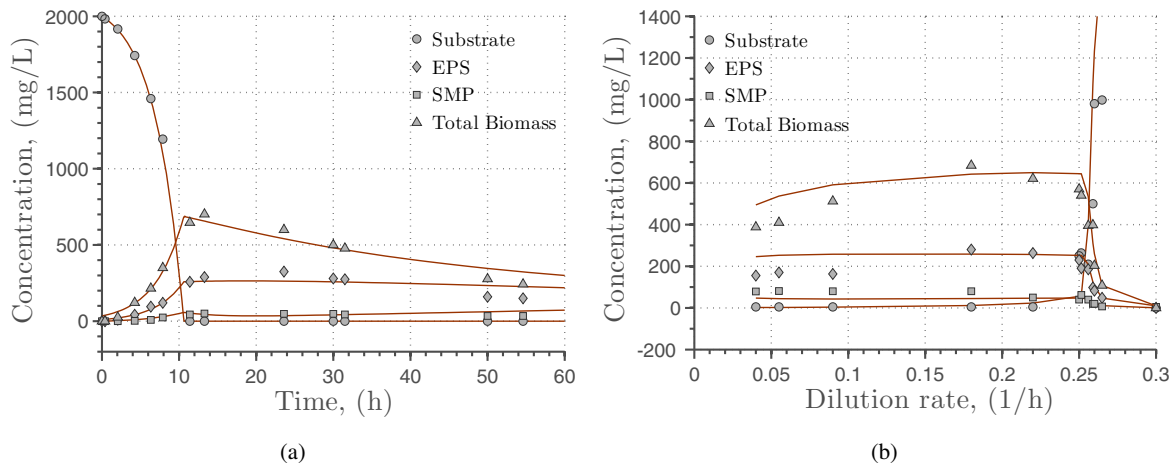 2000
1500
1000
500
0
Concentration, (mg/L)
Substrate
EPS
SMP
Total Biomass
0 10 20 30 40 50 60
Time, (h)
(a)
1400
1200
1000
800
600
400
200
0
-200
Concentration, (mg/L)
Substrate
EPS
SMP
Total Biomass
0 0.05 0.1 0.15 0.2 0.25 0.3
Dilution rate, (1/h)
(b)